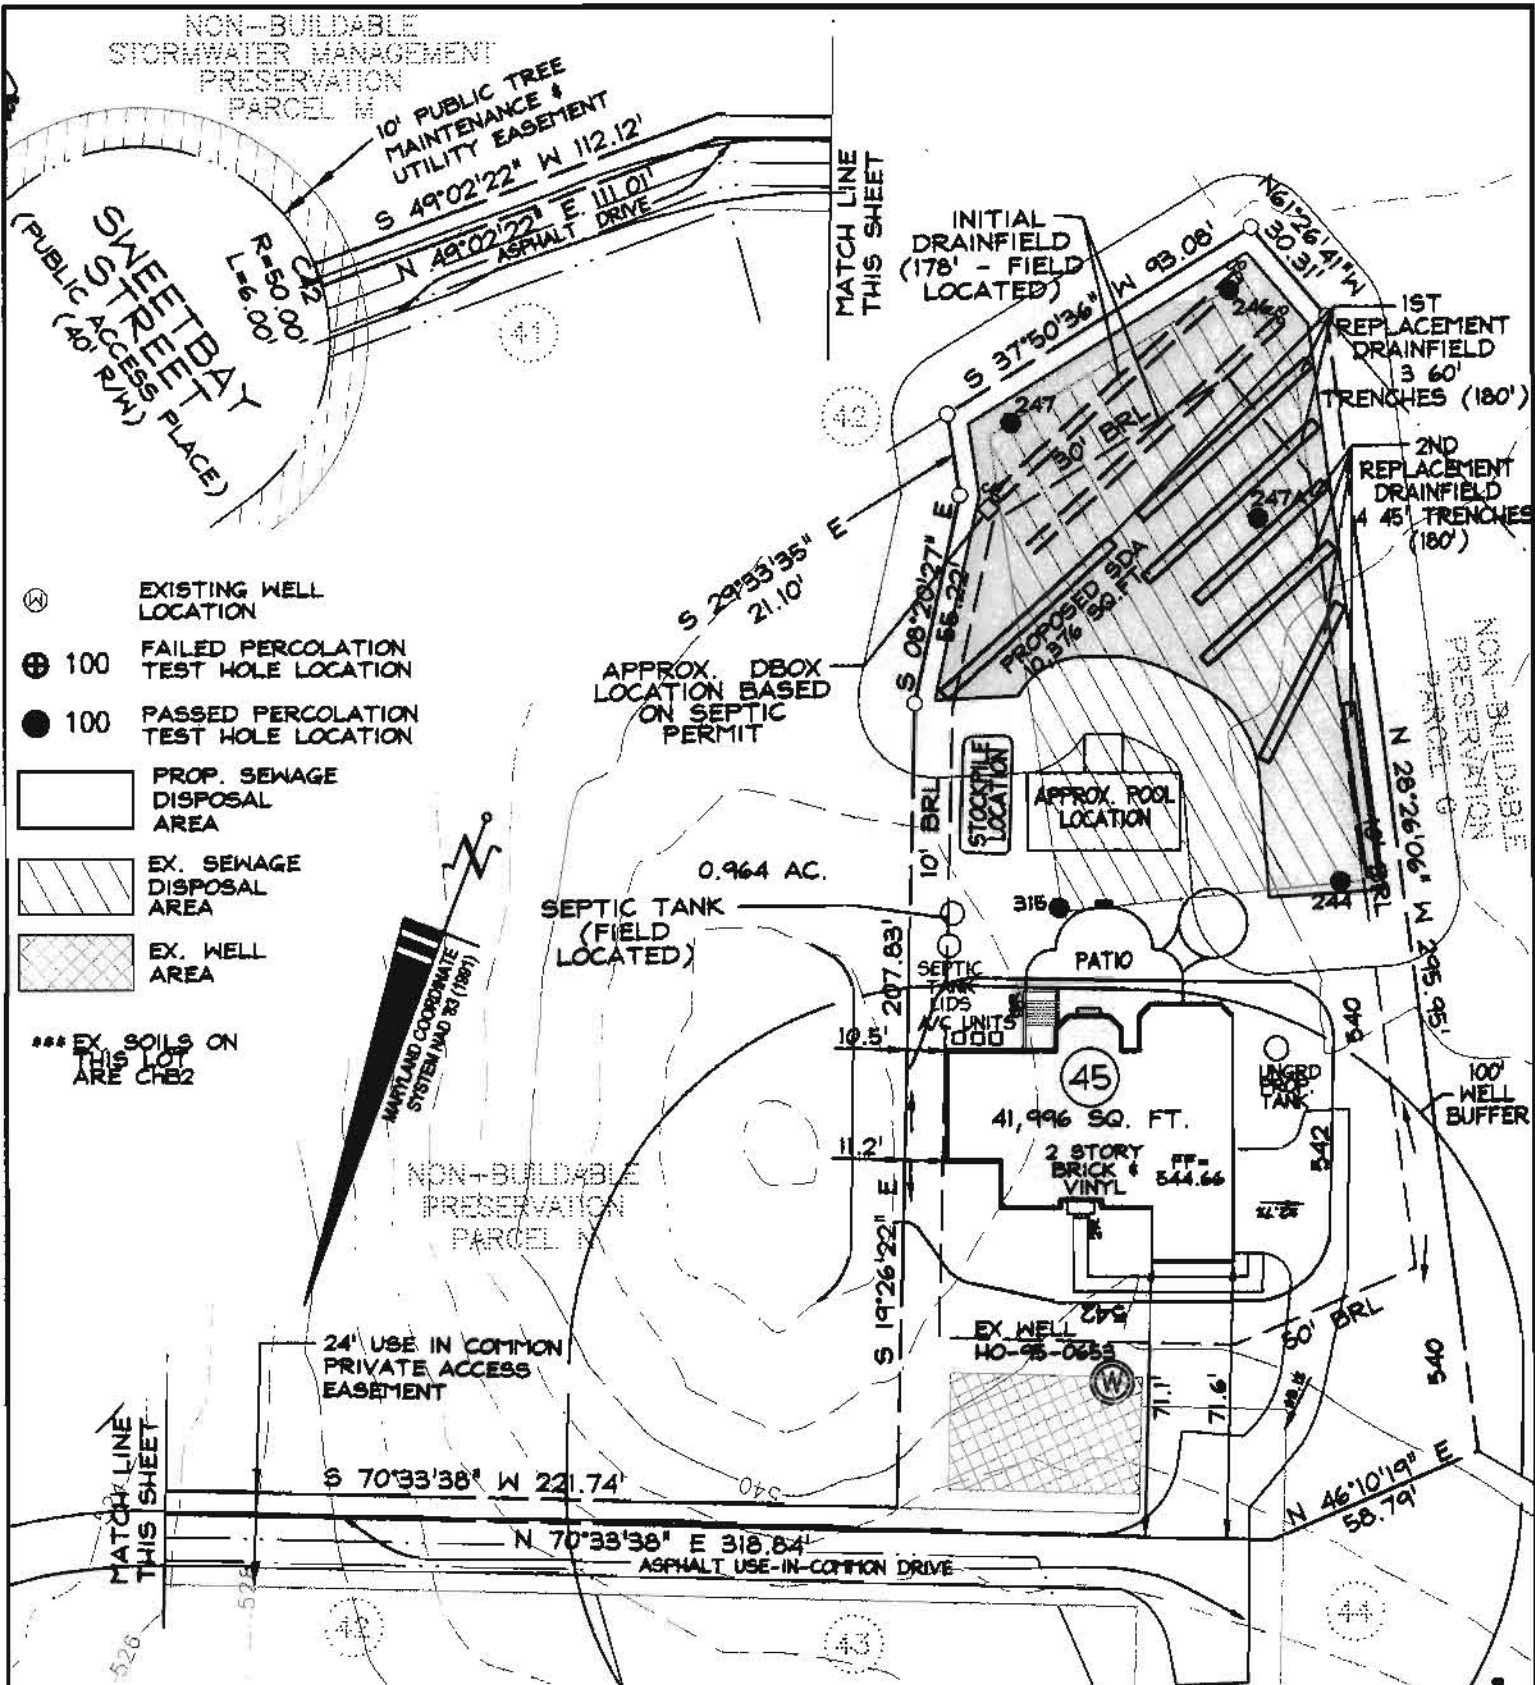 NON-BUILDABLE
STORMWATER MANAGEMENT
PRESERVATION
PARCEL M
10' PUBLIC TREE
MAINTENANCE &
UTILITY EASEMENT
S 49°02'22" W 112.12'
N 49°02'22" E 111.01'
ASPHALT DRIVE
C42
R=50.00'
L=6.00'
SWEETBAY
STREET
(PUBLIC ACCESS PLACE)
(40' R/W)
MATCH LINE
THIS SHEET
41
42
INITIAL
DRAINFIELD
(178' - FIELD
LOCATED)
S 37°50'36" W 93.08'
N61°26'41"W
30.31'
1ST
REPLACEMENT
DRAINFIELD
3 60'
TRENCHES (180')
2ND
REPLACEMENT
DRAINFIELD
4 45' TRENCHES
(180')
247
30' BRL
247A
S 29°33'35" E
21.10'
S 08°20'27" E
55.22'
PROPOSED SDA
10,376 SQ.FT.
APPROX. DBOX
LOCATION BASED
ON SEPTIC
PERMIT
EXISTING WELL
LOCATION
100 FAILED PERCOLATION
TEST HOLE LOCATION
100 PASSED PERCOLATION
TEST HOLE LOCATION
PROP. SEWAGE
DISPOSAL
AREA
EX. SEWAGE
DISPOSAL
AREA
EX. WELL
AREA
*** EX. SOILS ON
THIS LOT
ARE CHB2
MARYLAND COORDINATE
SYSTEM NAD '83 (1991)
NON-BUILDABLE
PRESERVATION
PARCEL G
N 28°26'06" W 295.95'
10' BRL
STOCKPILE
LOCATION
APPROX. POOL
LOCATION
10' BRL
0.964 AC.
SEPTIC TANK
(FIELD
LOCATED)
315
244
PATIO
SEPTIC
TANK
LIDS
A/C UNITS
10.5'
11.2'
S 19°26'22" E 207.83'
45
41,996 SQ. FT.
2 STORY
BRICK &
VINYL
FF=
544.66
UNGRD
PROP.
TANK
540
542
100'
WELL
BUFFER
NON-BUILDABLE
PRESERVATION
PARCEL N
542
EX WELL
HO-95-0653
W
50' BRL
540
71.1'
71.6'
24' USE IN COMMON
PRIVATE ACCESS
EASEMENT
MATCH LINE
THIS SHEET
S 70°33'38" W 221.74'
540
N 70°33'38" E 318.84'
ASPHALT USE-IN-COMMON DRIVE
N 46°10'19" E
58.79'
526
42
43
44